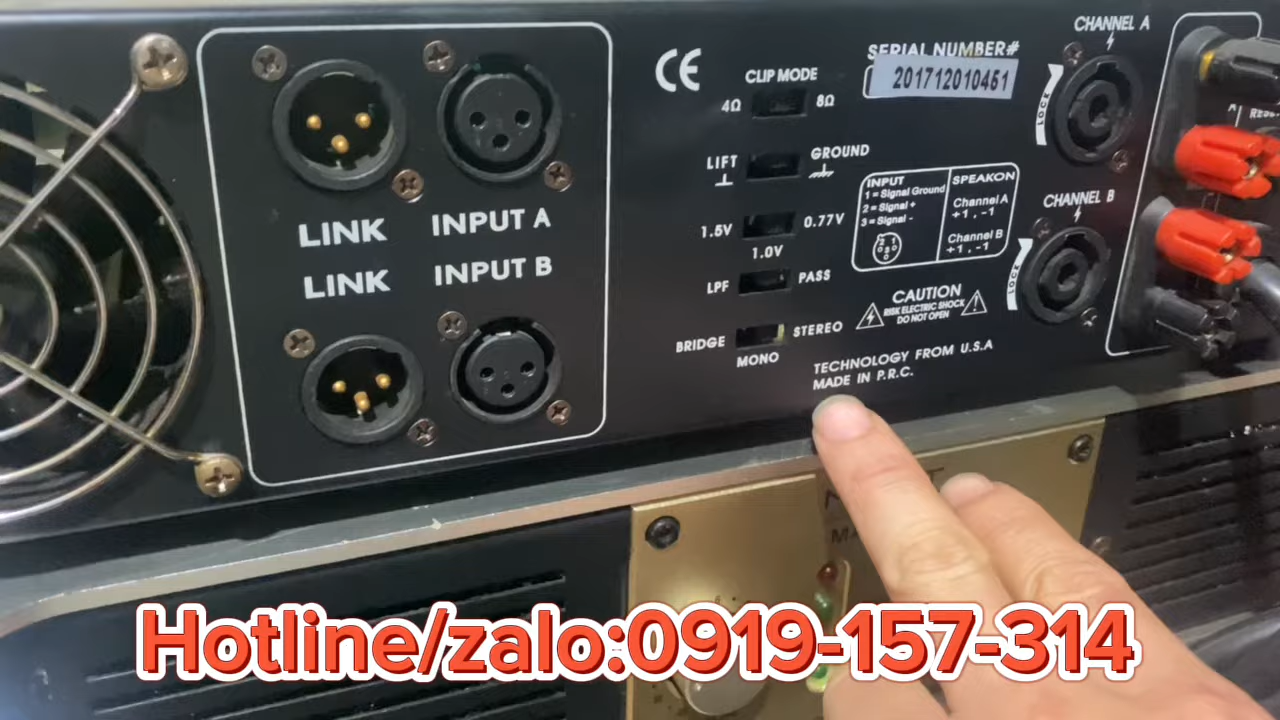 CHANNEL A
SERIAL NUMBER#
201712010451
CE
CLIP MODE
4Ω 8Ω
LOCK
LIFT GROUND
INPUT
1 = Signal Ground
2 = Signal +
3 = Signal -
SPEAKON
Channel A
+1 , -1
Channel B
+1 , -1
CHANNEL B
LINK INPUT A
1.5V 0.77V
1.0V
LINK INPUT B
LPF PASS
LOCK
CAUTION
RISK ELECTRIC SHOCK
DO NOT OPEN
BRIDGE STEREO
MONO
TECHNOLOGY FROM U.S.A
MADE IN P.R.C.
Hotline/zalo:0919-157-314